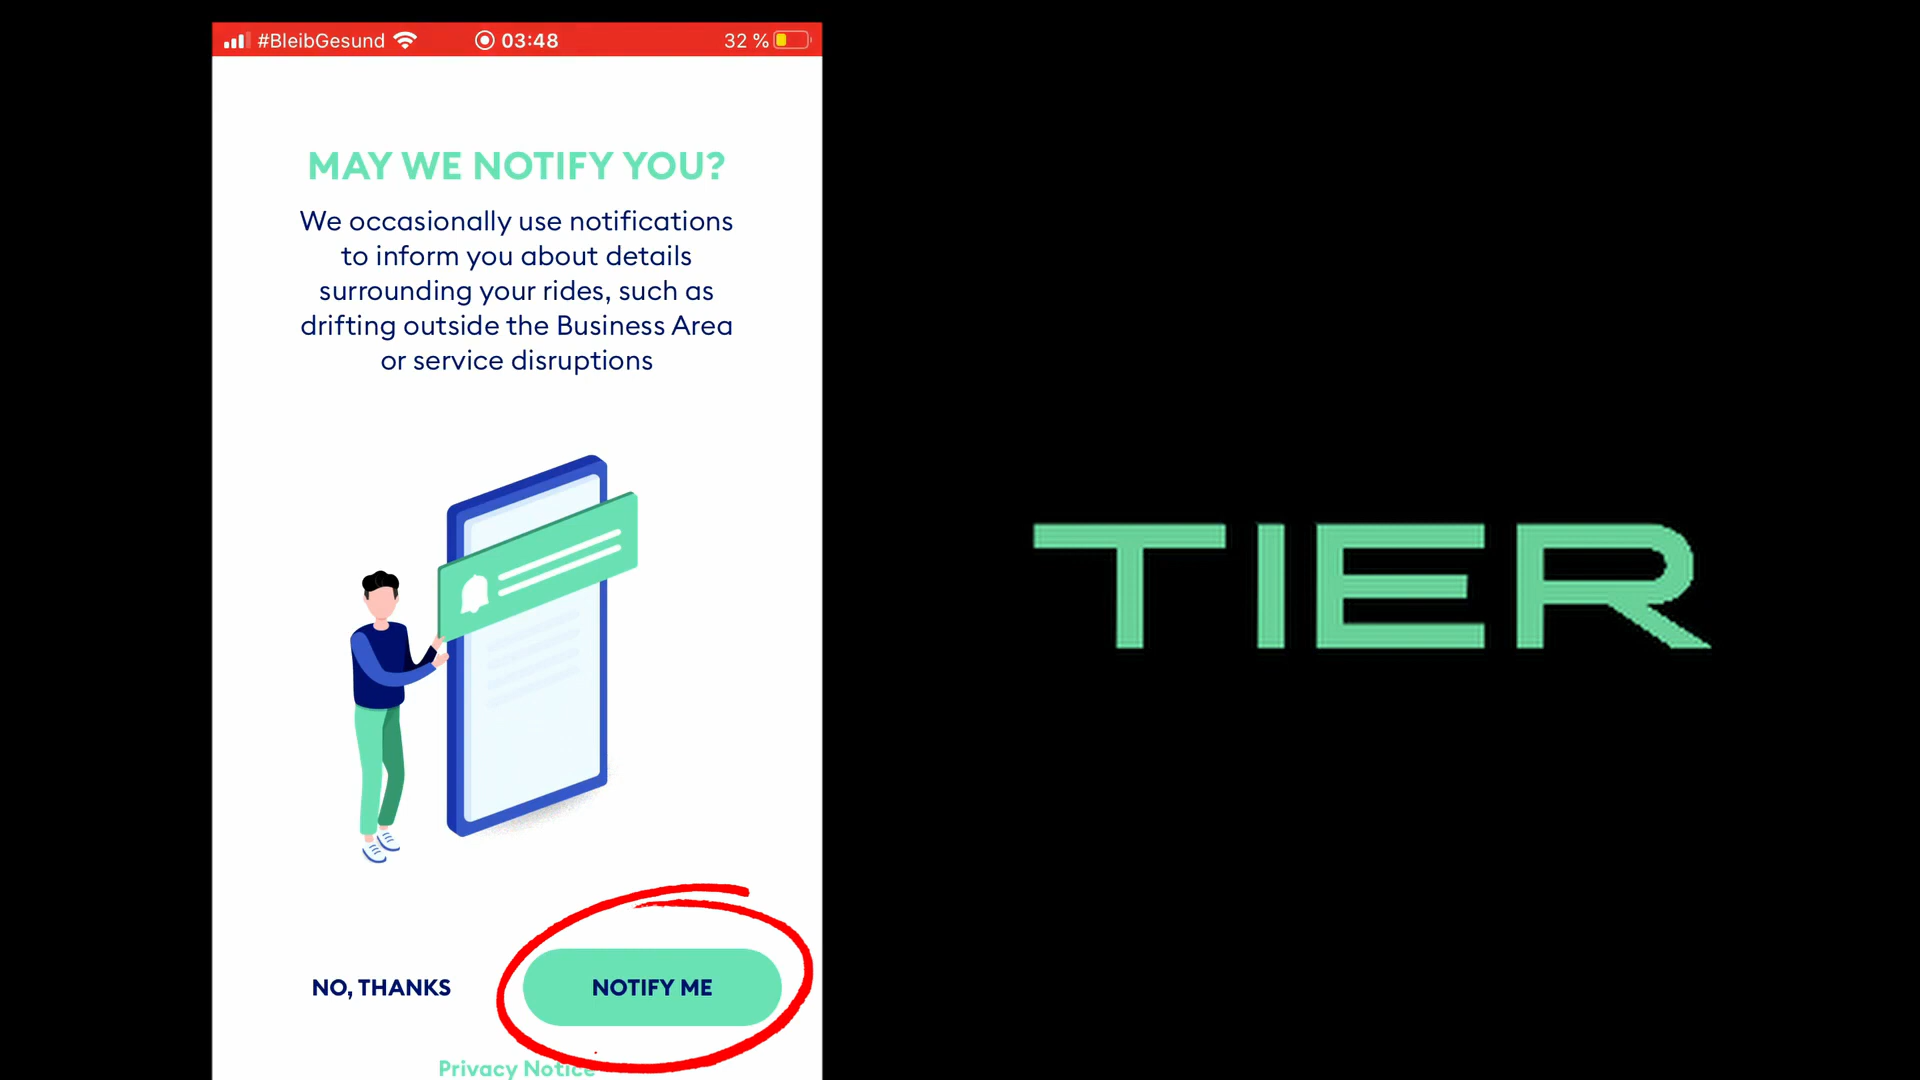 #BleibGesund 03:48 32 %
MAY WE NOTIFY YOU?
We occasionally use notifications
to inform you about details
surrounding your rides, such as
drifting outside the Business Area
or service disruptions
TIER
NO, THANKS
NOTIFY ME
Privacy Notice